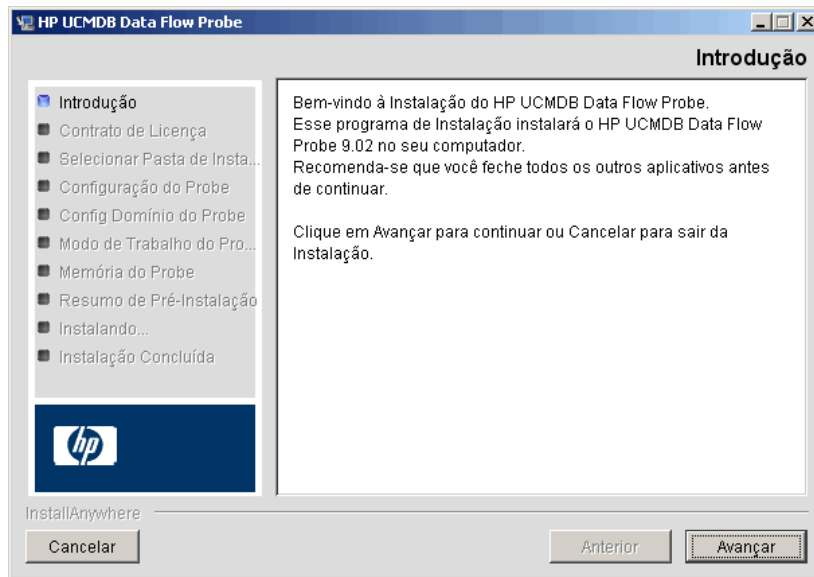 HP UCMDB Data Flow Probe
Introdução
Introdução
Contrato de Licença
Selecionar Pasta de Insta...
Configuração do Probe
Config Domínio do Probe
Modo de Trabalho do Pro...
Memória do Probe
Resumo de Pré-Instalação
Instalando...
Instalação Concluída
Bem-vindo à Instalação do HP UCMDB Data Flow Probe.
Esse programa de Instalação instalará o HP UCMDB Data Flow
Probe 9.02 no seu computador.
Recomenda-se que você feche todos os outros aplicativos antes
de continuar.
Clique em Avançar para continuar ou Cancelar para sair da
Instalação.
hp
InstallAnywhere
Cancelar
Anterior
Avançar